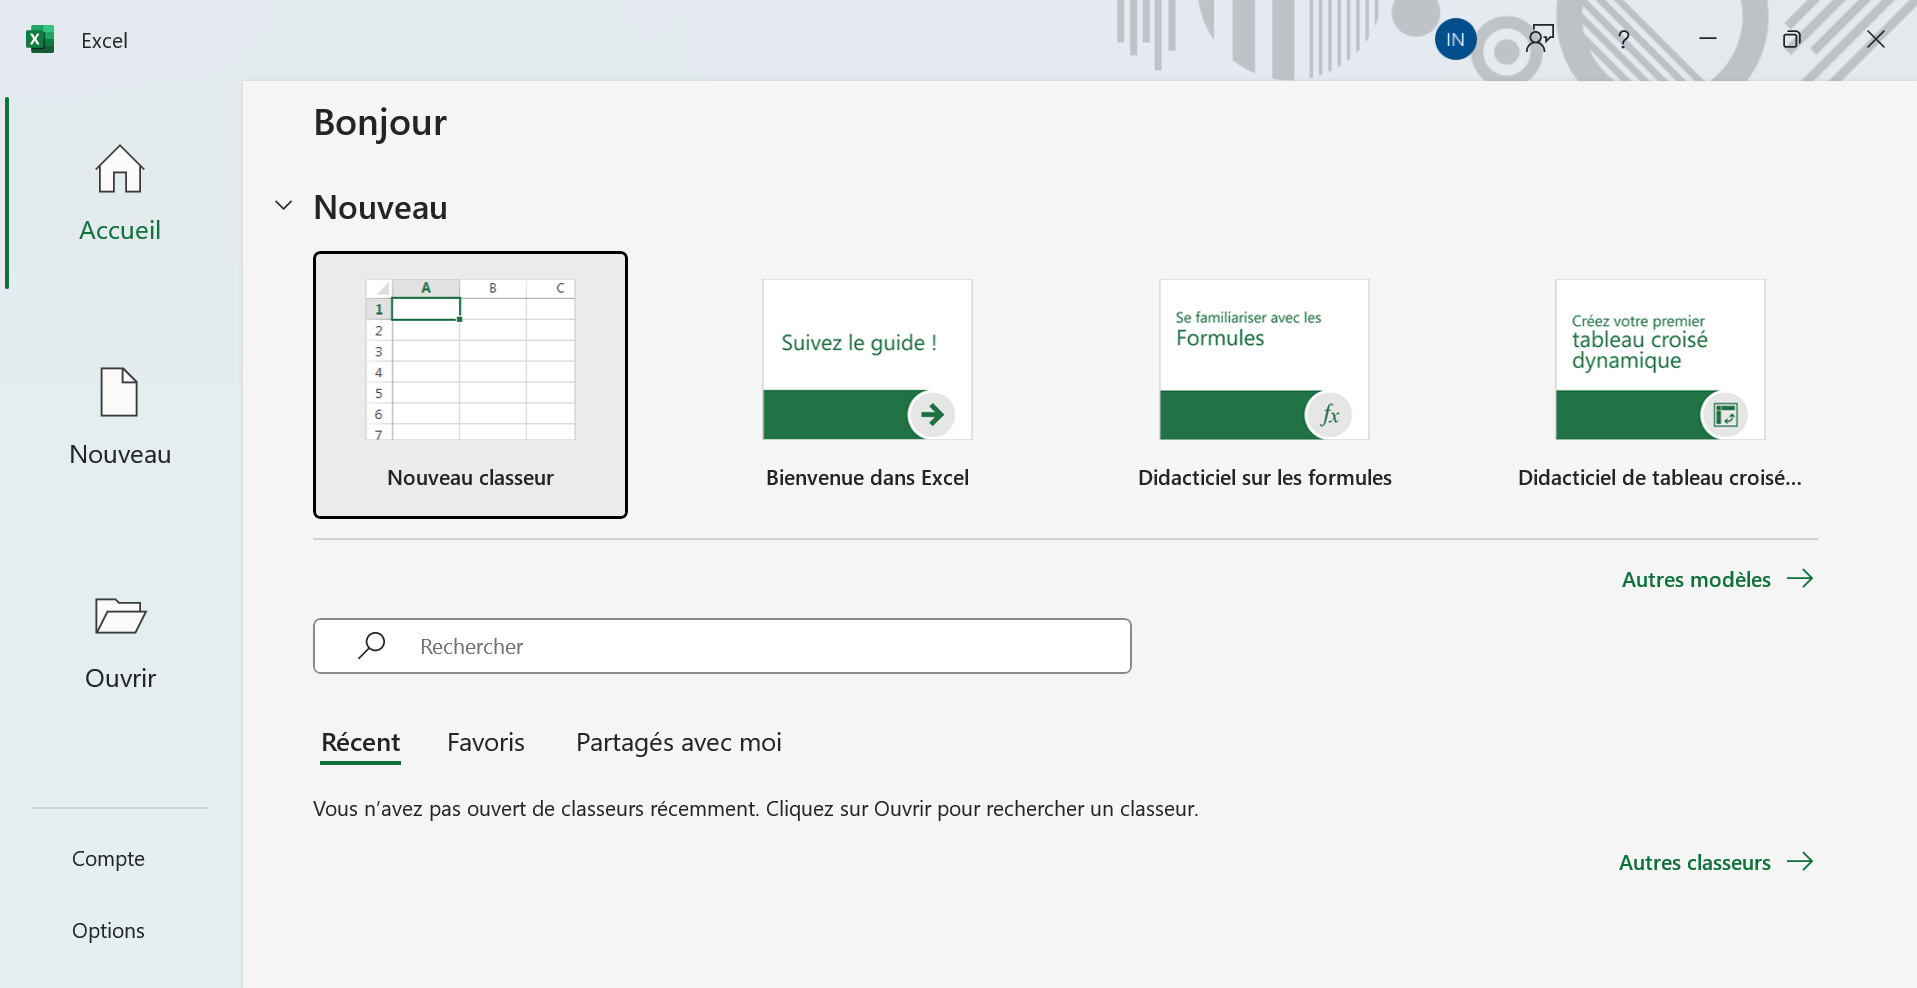 Excel
IN
?
Accueil
Nouveau
Ouvrir
Compte
Options
Bonjour
Nouveau
A B C
1
2
3
4
5
6
7
Nouveau classeur
Suivez le guide !
Bienvenue dans Excel
Se familiariser avec les
Formules
fx
Didacticiel sur les formules
Créez votre premier
tableau croisé
dynamique
Didacticiel de tableau croisé...
Autres modèles
Rechercher
Récent Favoris Partagés avec moi
Vous n’avez pas ouvert de classeurs récemment. Cliquez sur Ouvrir pour rechercher un classeur.
Autres classeurs